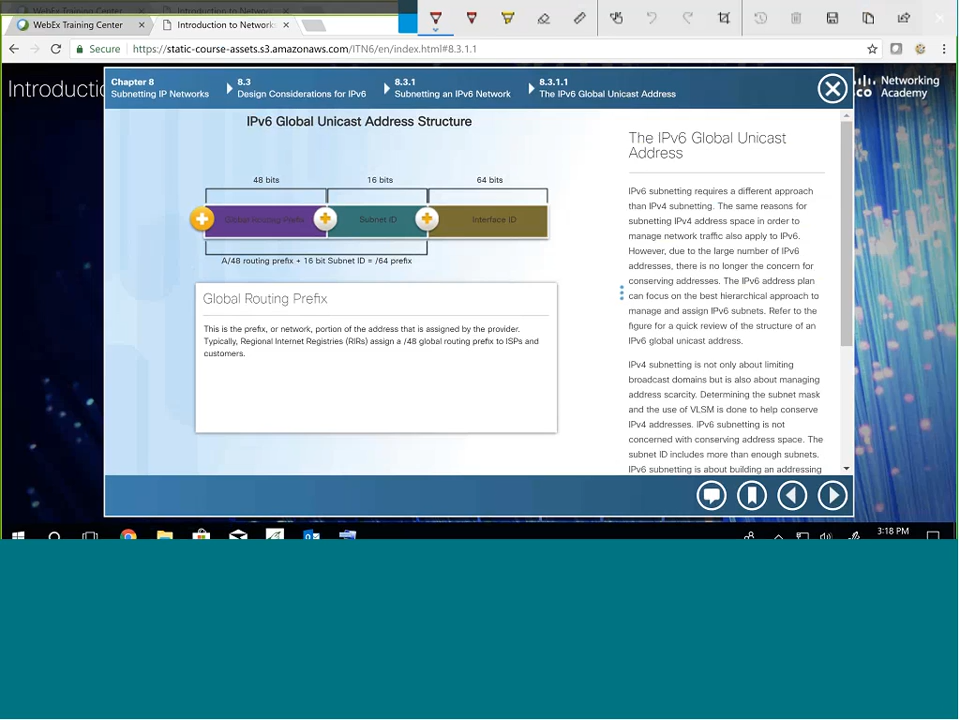 WebEx Training Center
Introduction to Network
Secure
https://static-course-assets.s3.amazonaws.com/ITN6/en/index.html#8.3.1.1
Networking
Academy
Chapter 8
Subnetting IP Networks
8.3
Design Considerations for IPv6
8.3.1
Subnetting an IPv6 Network
8.3.1.1
The IPv6 Global Unicast Address
IPv6 Global Unicast Address Structure
48 bits
16 bits
64 bits
Global Routing Prefix
Subnet ID
Interface ID
A/48 routing prefix + 16 bit Subnet ID = /64 prefix
Global Routing Prefix
This is the prefix, or network, portion of the address that is assigned by the provider.
Typically, Regional Internet Registries (RIRs) assign a /48 global routing prefix to ISPs and
customers.
The IPv6 Global Unicast
Address
IPv6 subnetting requires a different approach
than IPv4 subnetting. The same reasons for
subnetting IPv4 address space in order to
manage network traffic also apply to IPv6.
However, due to the large number of IPv6
addresses, there is no longer the concern for
conserving addresses. The IPv6 address plan
can focus on the best hierarchical approach to
manage and assign IPv6 subnets. Refer to the
figure for a quick review of the structure of an
IPv6 global unicast address.
IPv4 subnetting is not only about limiting
broadcast domains but is also about managing
address scarcity. Determining the subnet mask
and the use of VLSM is done to help conserve
IPv4 addresses. IPv6 subnetting is not
concerned with conserving address space. The
subnet ID includes more than enough subnets.
IPv6 subnetting is about building an addressing
3:18 PM